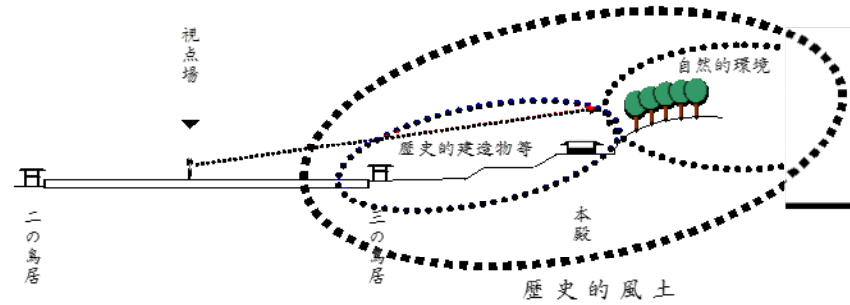 視点場
自然的環境
歴史的建造物等
二の鳥居
三の鳥居
本殿
歴史的風土